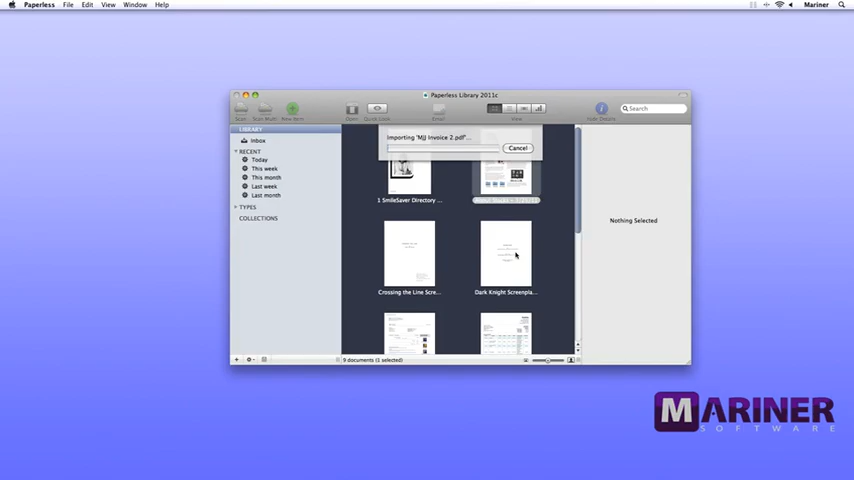 Paperless File Edit View Window Help Mariner
Paperless Library 2011c
Scan Scan Multi New Item Open Quick Look Email View Hide Details Search
LIBRARY
Inbox
RECENT
Today
This week
This month
Last week
Last month
TYPES
COLLECTIONS
Importing "MJJ Invoice 2.pdf"...
Cancel
1 SmileSaver Directory ...
Crossing the Line Scre...
Dark Knight Screenpla...
Nothing Selected
9 documents (1 selected)
MARINER
SOFTWARE